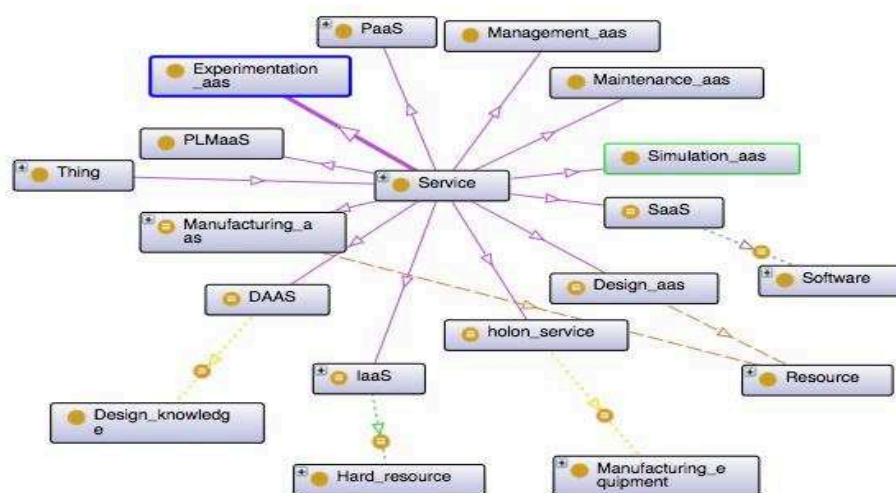 PaaS
Management_aas
Experimentation
_aas
Maintenance_aas
PLMaaS
Simulation_aas
Thing
Service
SaaS
Manufacturing_a
as
Software
DAAS
Design_aas
holon_service
IaaS
Resource
Design_knowledg
e
Hard_resource
Manufacturing_e
quipment